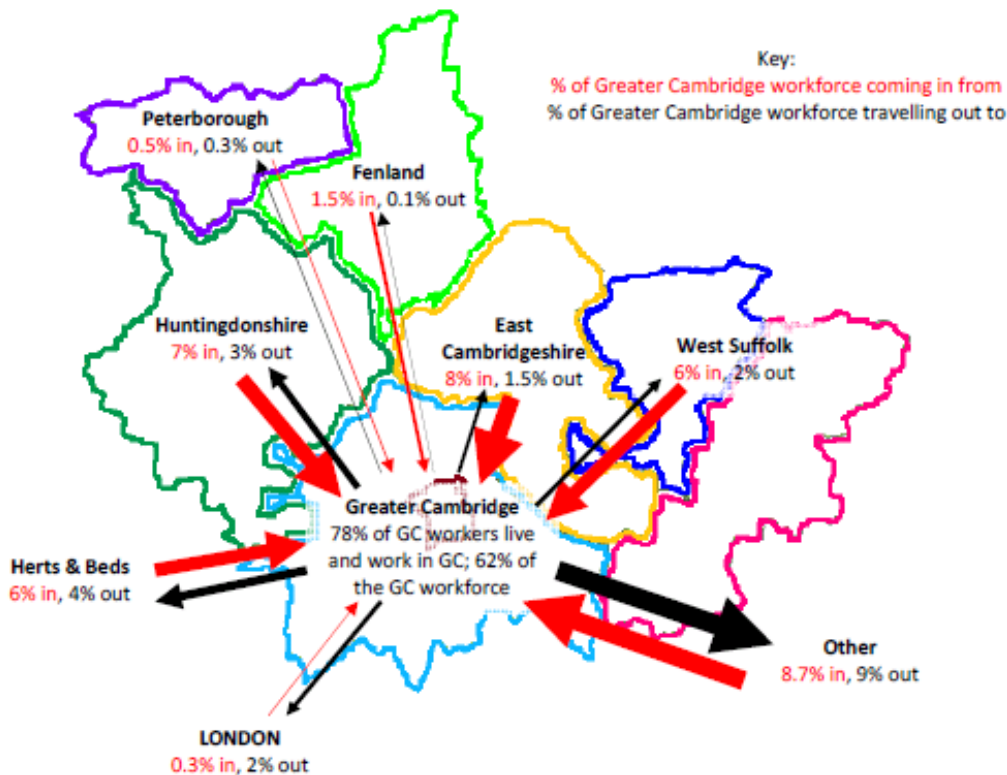 Key:
% of Greater Cambridge workforce coming in from
% of Greater Cambridge workforce travelling out to
Peterborough
0.5% in, 0.3% out
Fenland
1.5% in, 0.1% out
Huntingdonshire
7% in, 3% out
East
Cambridgeshire
8% in, 1.5% out
West Suffolk
6% in, 2% out
Greater Cambridge
78% of GC workers live
and work in GC; 62% of
the GC workforce
Herts & Beds
6% in, 4% out
Other
8.7% in, 9% out
LONDON
0.3% in, 2% out